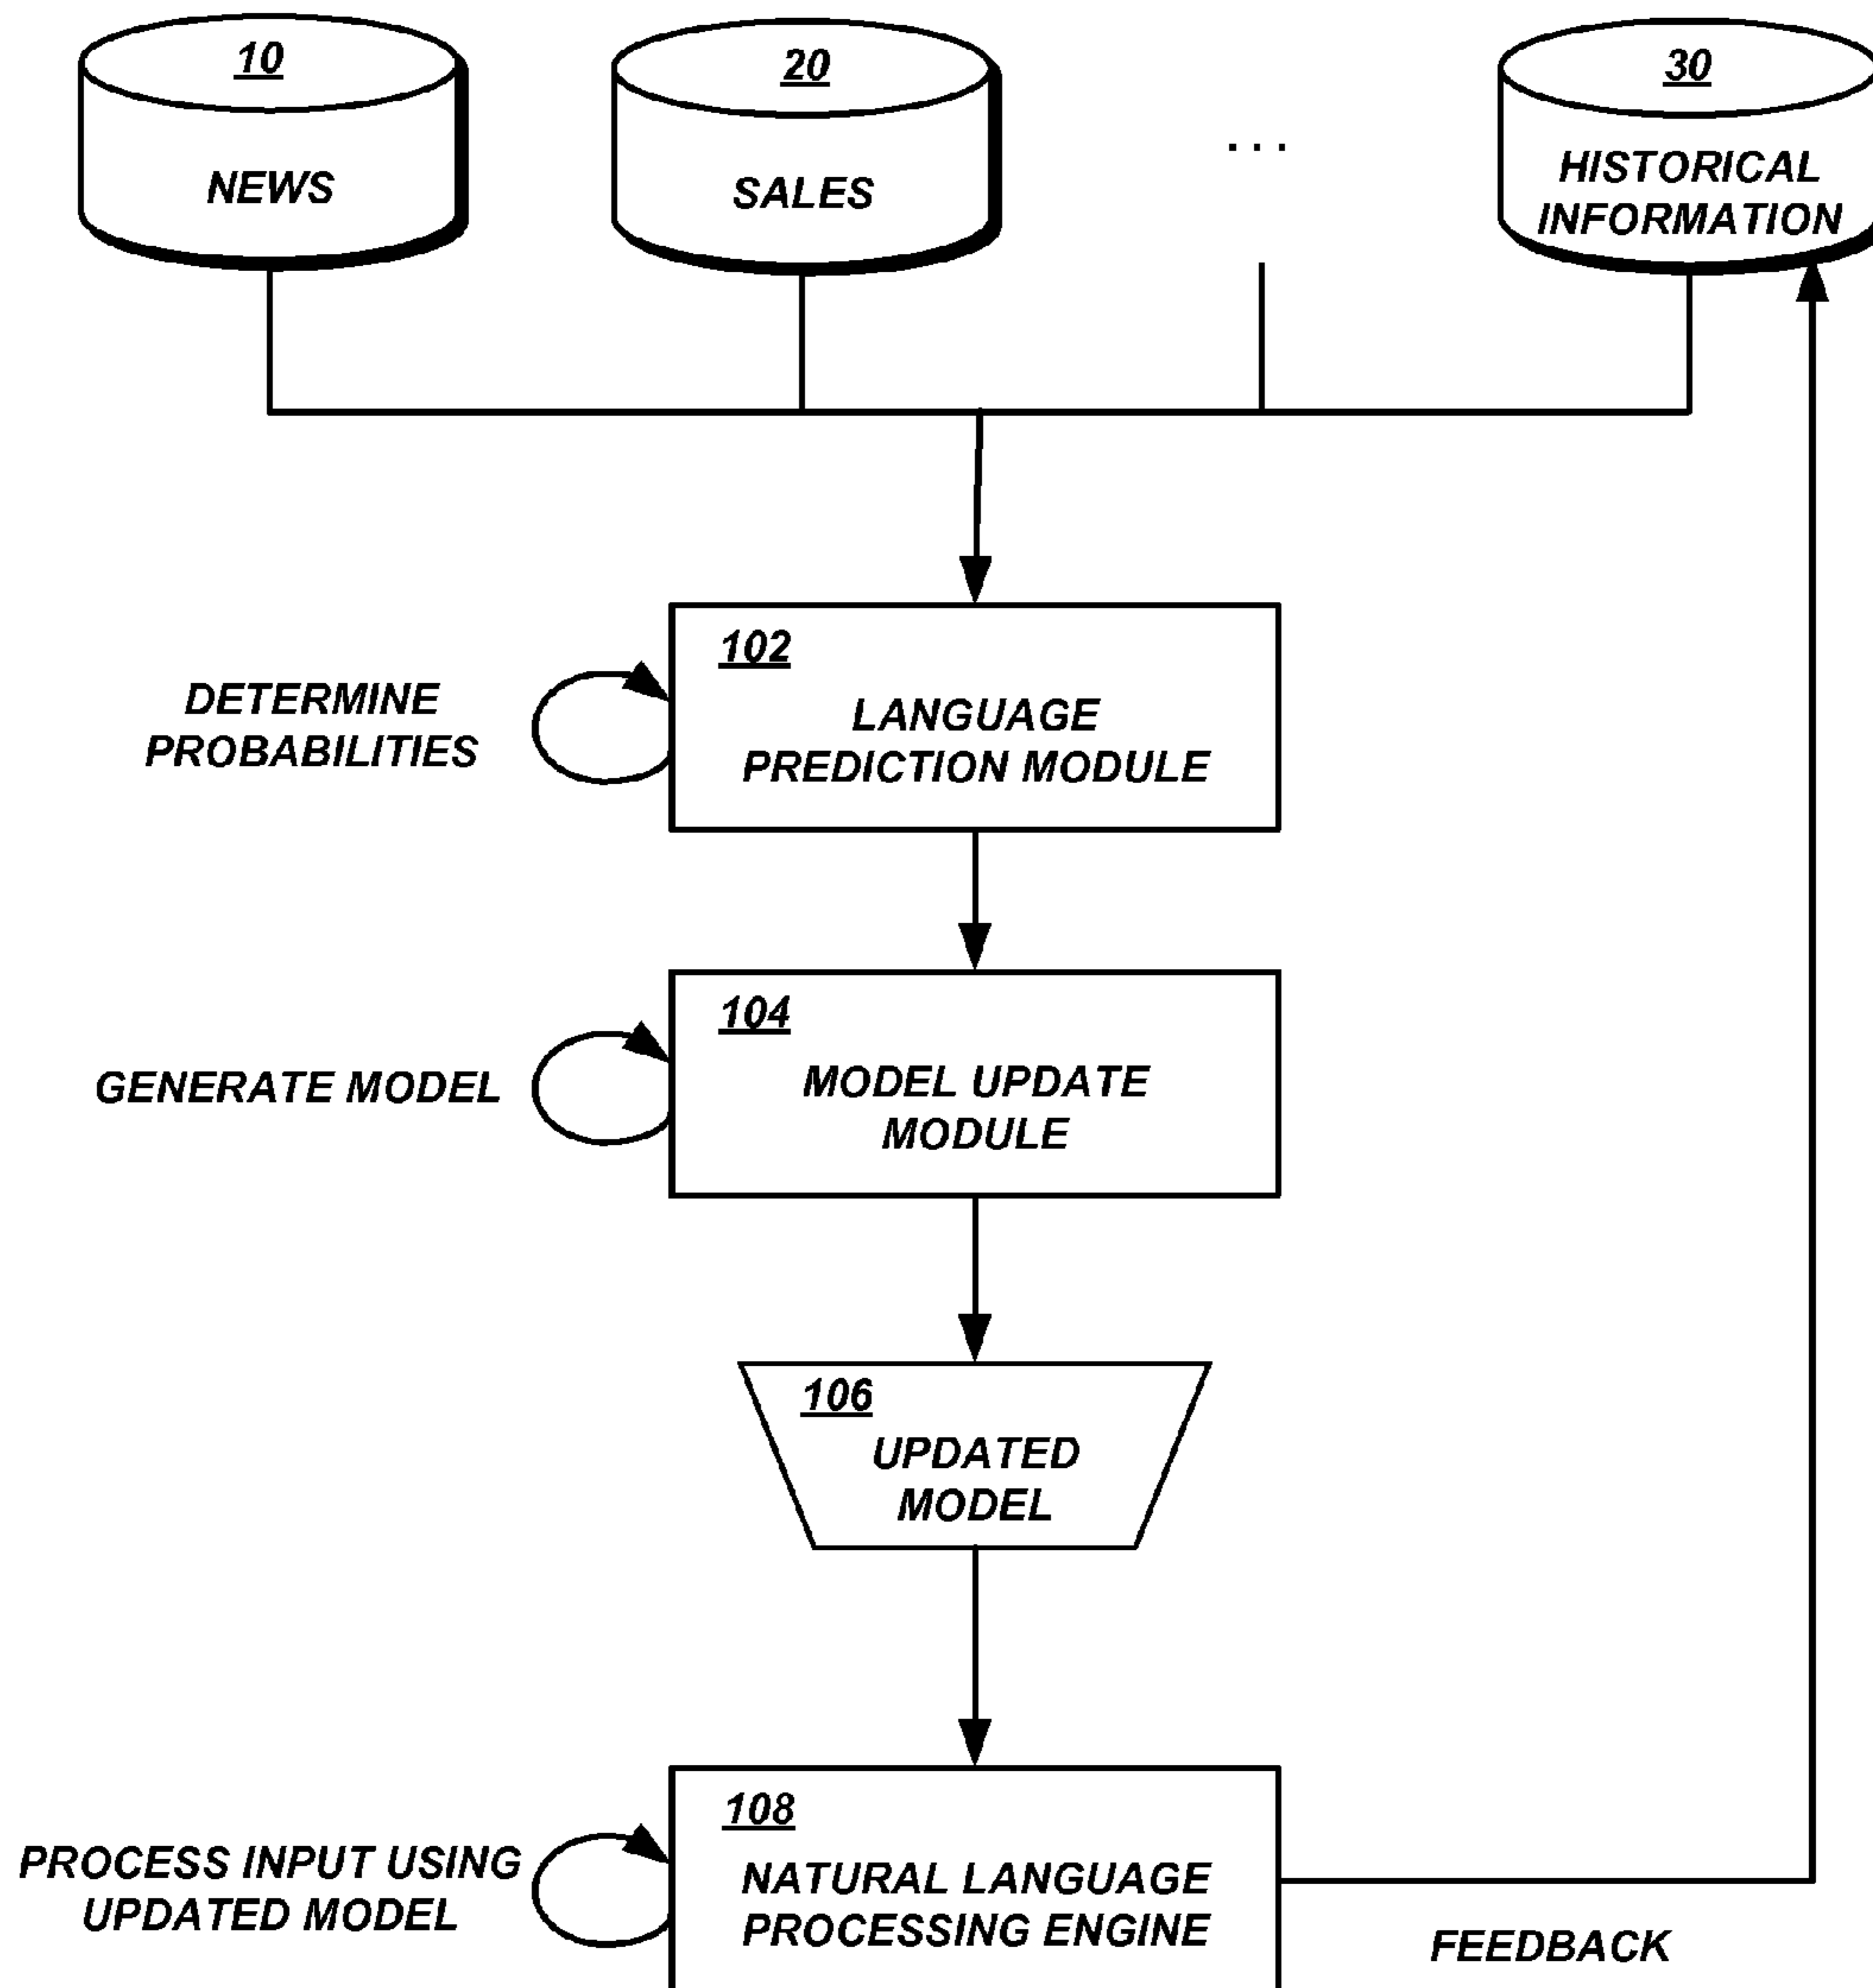 10
NEWS
20
SALES
...
30
HISTORICAL
INFORMATION
102
LANGUAGE
PREDICTION MODULE
DETERMINE
PROBABILITIES
104
MODEL UPDATE
MODULE
GENERATE MODEL
106
UPDATED
MODEL
108
NATURAL LANGUAGE
PROCESSING ENGINE
PROCESS INPUT USING
UPDATED MODEL
FEEDBACK